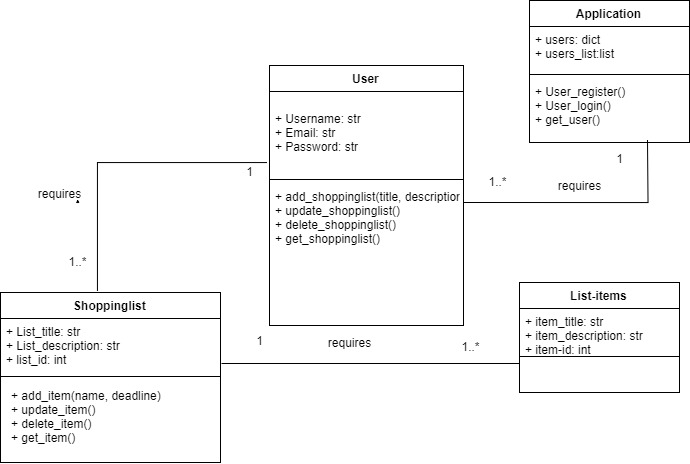 Application
+ users: dict
+ users_list:list
+ User_register()
+ User_login()
+ get_user()
User
+ Username: str
+ Email: str
+ Password: str
+ add_shoppinglist(title, description
+ update_shoppinglist()
+ delete_shoppinglist()
+ get_shoppinglist()
1
1..*
requires
1
requires
1..*
Shoppinglist
+ List_title: str
+ List_description: str
+ list_id: int
+ add_item(name, deadline)
+ update_item()
+ delete_item()
+ get_item()
1
requires
1..*
List-items
+ item_title: str
+ item_description: str
+ item-id: int